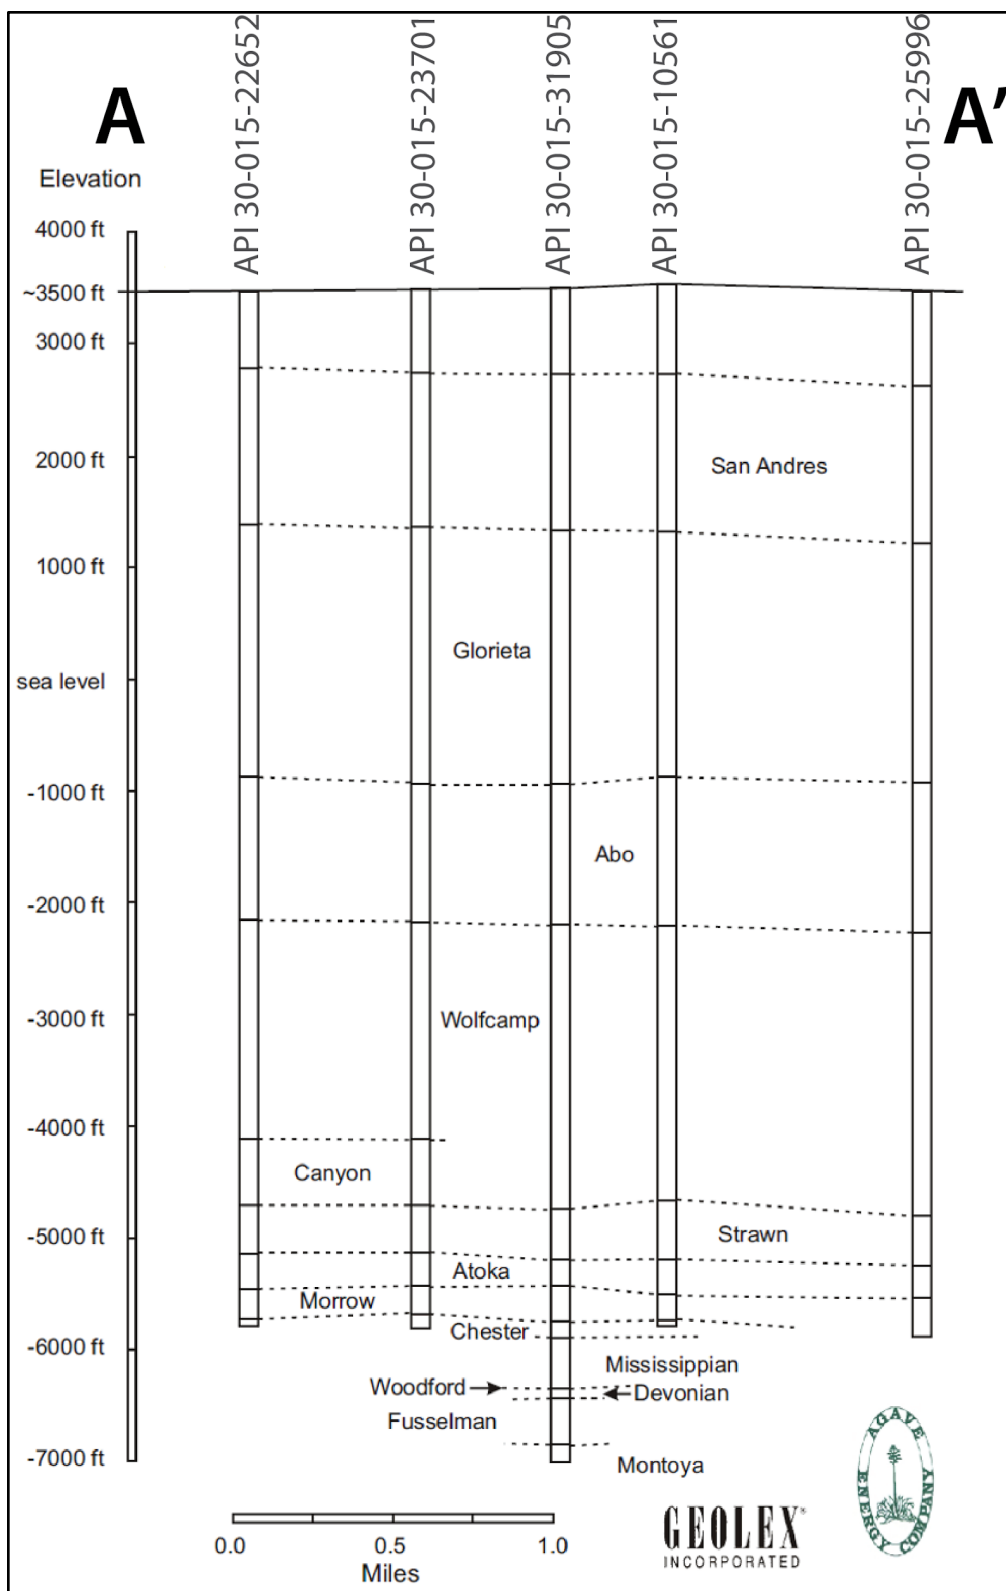 API 30-015-22652
API 30-015-23701
API 30-015-31905
API 30-015-10561
API 30-015-25996
A
A'
Elevation
4000 ft
~3500 ft
3000 ft
2000 ft
San Andres
1000 ft
Glorieta
sea level
-1000 ft
Abo
-2000 ft
Wolfcamp
-3000 ft
-4000 ft
Canyon
-5000 ft
Strawn
Atoka
Morrow
Chester
-6000 ft
Mississippian
Woodford
Devonian
Fusselman
-7000 ft
Montoya
AGAVE
ENERGY COMPANY
GEOLEX®
INCORPORATED
0.0 0.5 1.0
Miles